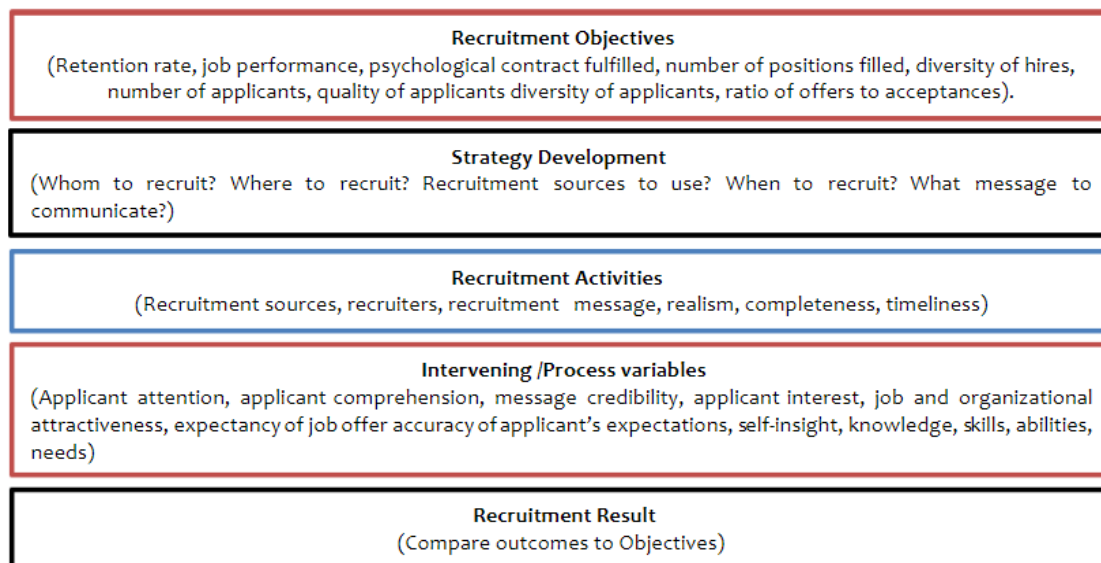 Recruitment Objectives
(Retention rate, job performance, psychological contract fulfilled, number of positions filled, diversity of hires,
number of applicants, quality of applicants diversity of applicants, ratio of offers to acceptances).
Strategy Development
(Whom to recruit? Where to recruit? Recruitment sources to use? When to recruit? What message to
communicate?)
Recruitment Activities
(Recruitment sources, recruiters, recruitment message, realism, completeness, timeliness)
Intervening /Process variables
(Applicant attention, applicant comprehension, message credibility, applicant interest, job and organizational
attractiveness, expectancy of job offer accuracy of applicant's expectations, self-insight, knowledge, skills, abilities,
needs)
Recruitment Result
(Compare outcomes to Objectives)